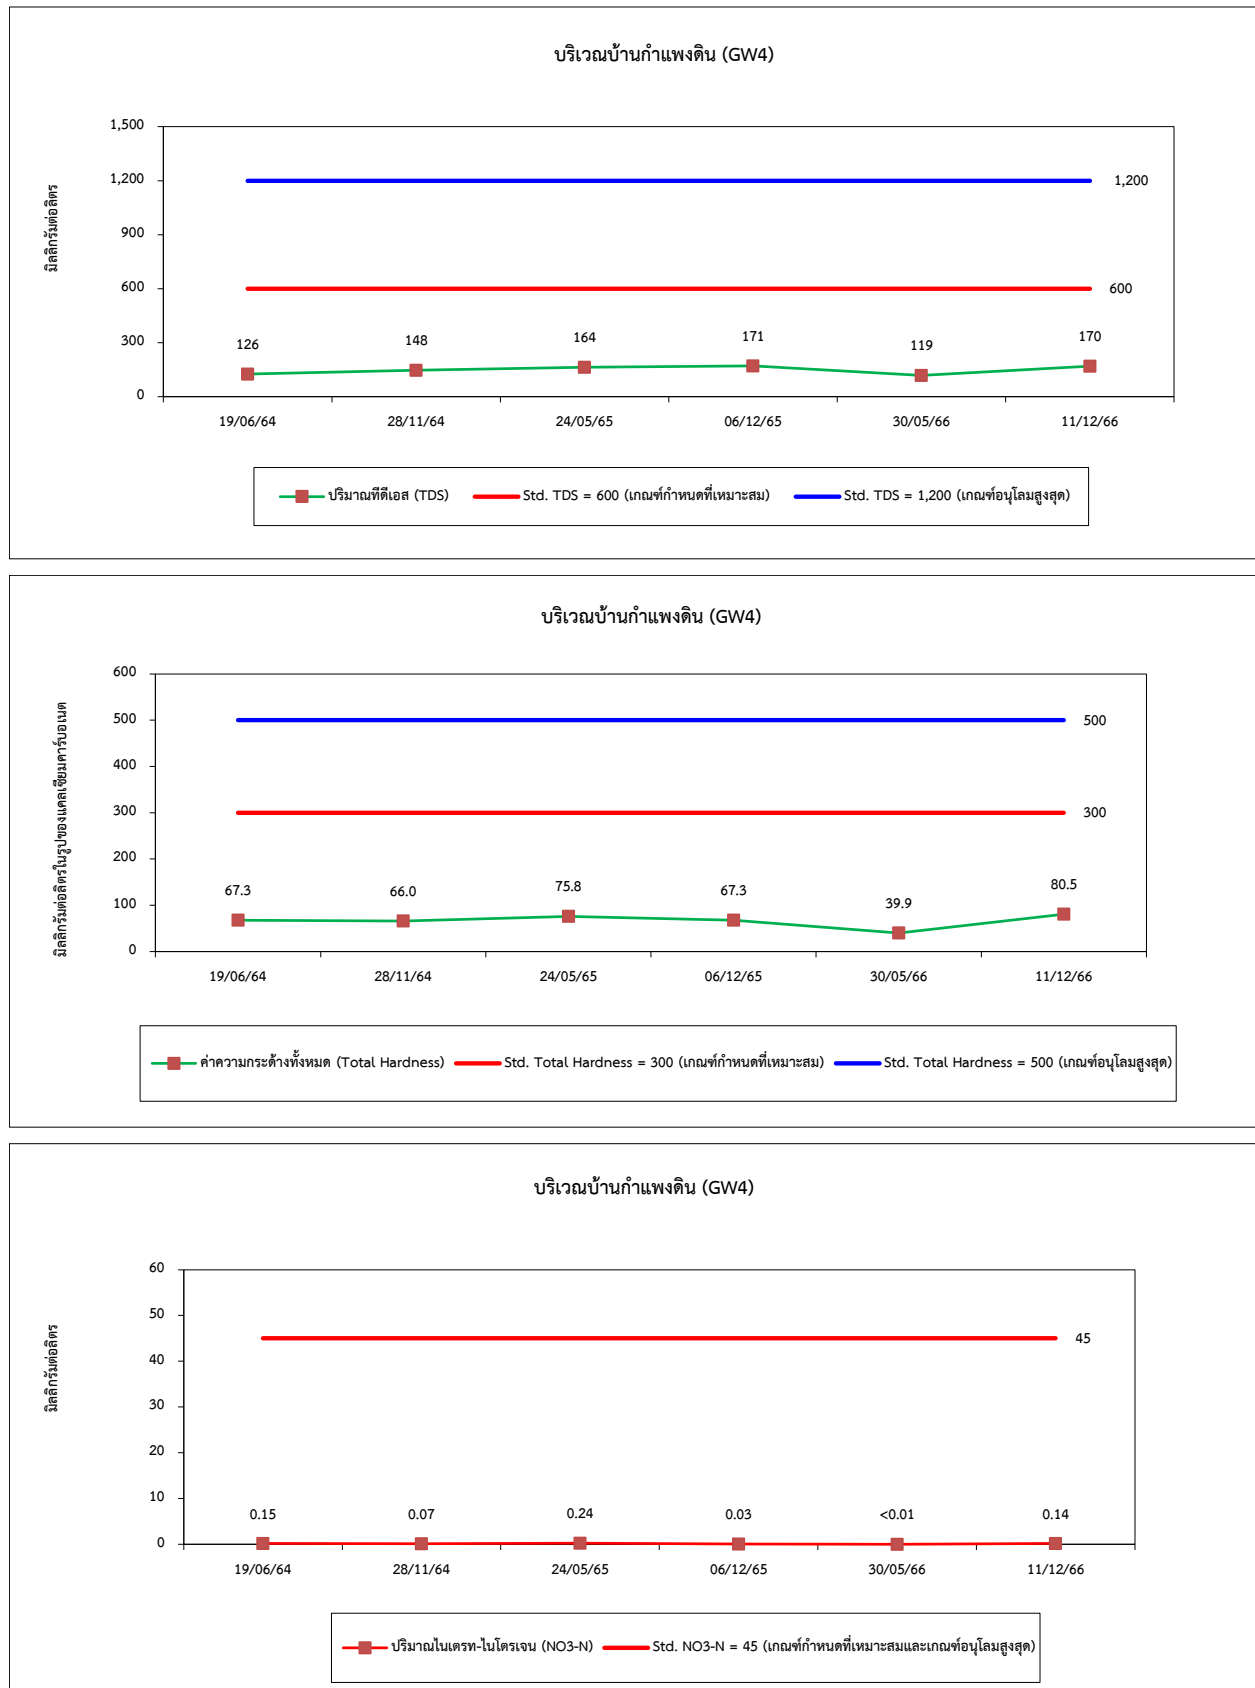 บริเวณบ้านกำแพงดิน (GW4)
มิลลิกรัมต่อลิตร
1,500
1,200
900
600
300
0
1,200
600
126 148 164 171 119 170
19/06/64 28/11/64 24/05/65 06/12/65 30/05/66 11/12/66
ปริมาณทีดีเอส (TDS) Std. TDS = 600 (เกณฑ์กำหนดที่เหมาะสม) Std. TDS = 1,200 (เกณฑ์อนุโลมสูงสุด)
บริเวณบ้านกำแพงดิน (GW4)
มิลลิกรัมต่อลิตรในรูปของแคลเซียมคาร์บอเนต
600
500
400
300
200
100
0
500
300
67.3 66.0 75.8 67.3 39.9 80.5
19/06/64 28/11/64 24/05/65 06/12/65 30/05/66 11/12/66
ค่าความกระด้างทั้งหมด (Total Hardness) Std. Total Hardness = 300 (เกณฑ์กำหนดที่เหมาะสม) Std. Total Hardness = 500 (เกณฑ์อนุโลมสูงสุด)
บริเวณบ้านกำแพงดิน (GW4)
มิลลิกรัมต่อลิตร
60
50
40
30
20
10
0
45
0.15 0.07 0.24 0.03 <0.01 0.14
19/06/64 28/11/64 24/05/65 06/12/65 30/05/66 11/12/66
ปริมาณไนเตรท-ไนโตรเจน (NO3-N) Std. NO3-N = 45 (เกณฑ์กำหนดที่เหมาะสมและเกณฑ์อนุโลมสูงสุด)